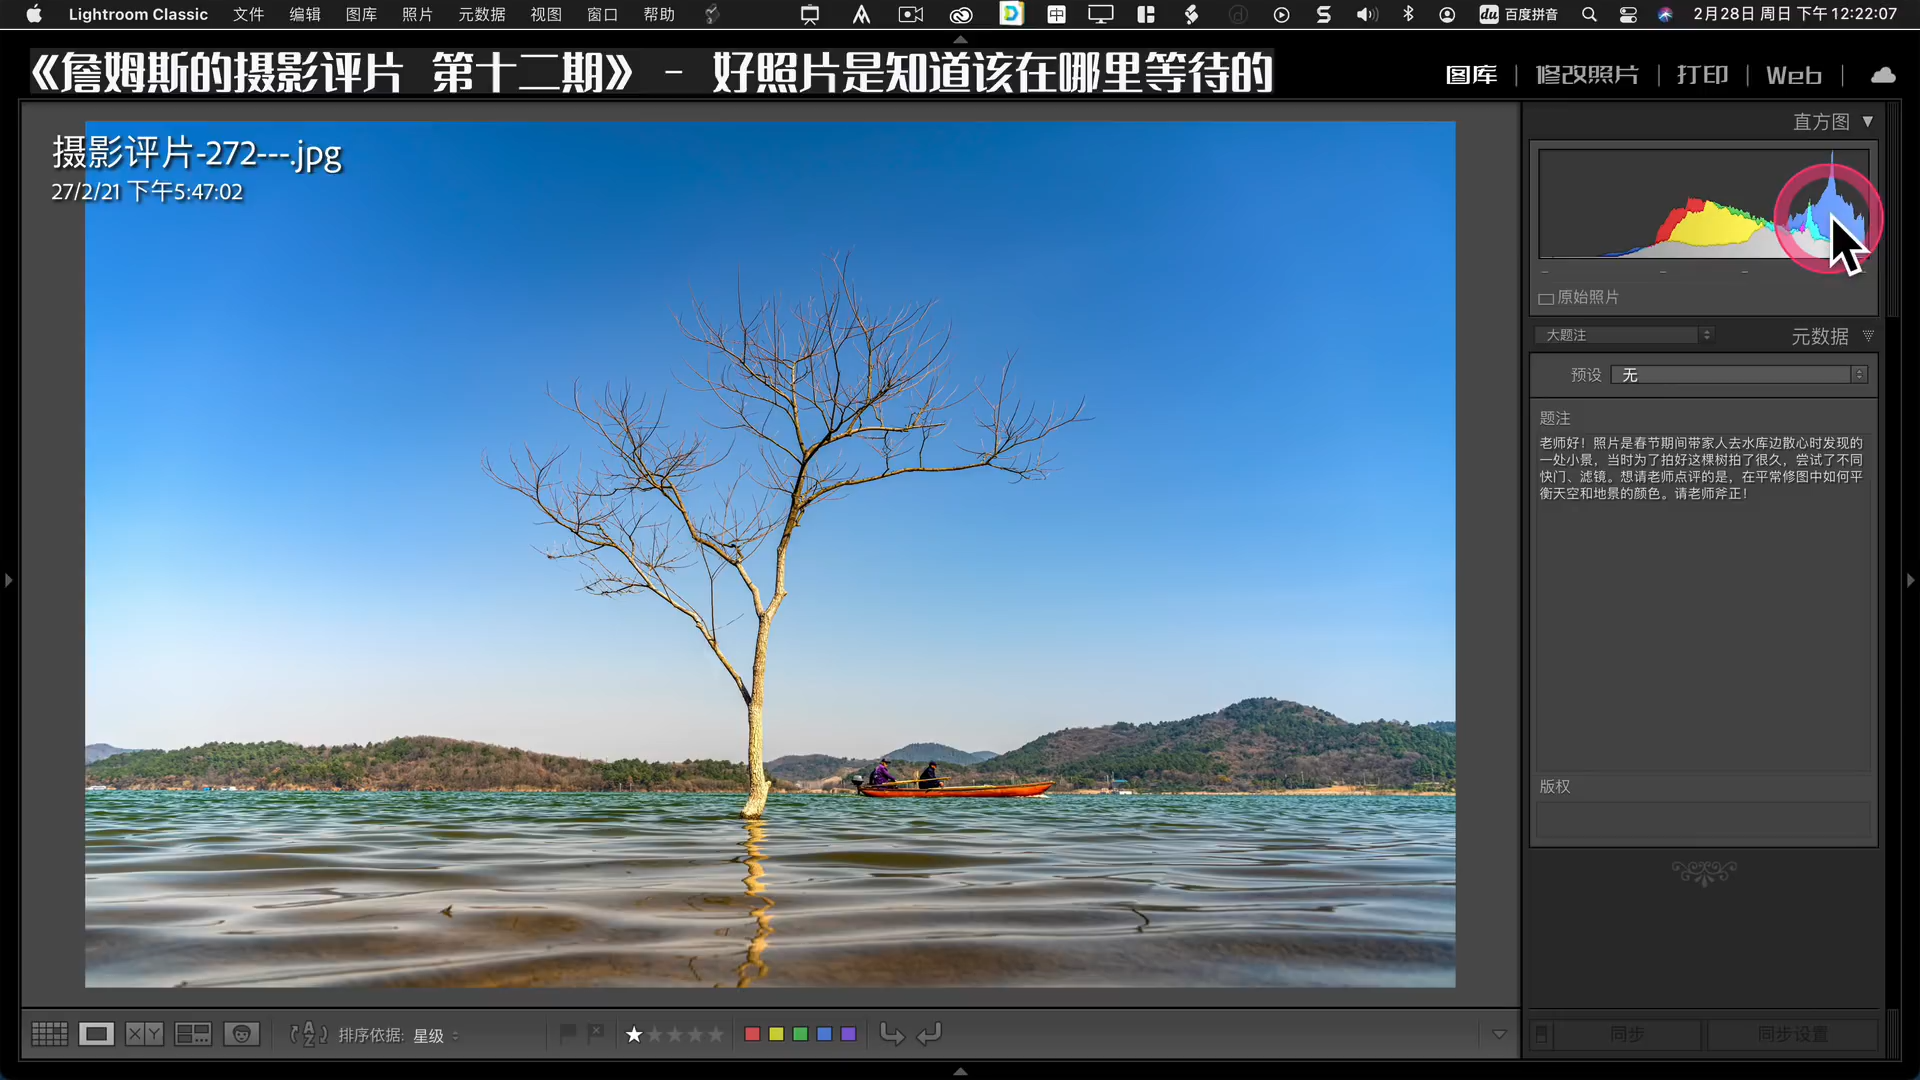 Lightroom Classic 文件 编辑 图库 照片 元数据 视图 窗口 帮助 中 du 百度拼音 2月28日 周日 下午 12:22:07
《詹姆斯的摄影评片 第十二期》 - 好照片是知道该在哪里等待的
图库 | 修改照片 | 打印 | Web |
摄影评片-272---.jpg
27/2/21 下午5:47:02
直方图
原始照片
大题注 元数据
预设 无
题注
老师好！照片是春节期间带家人去水库边散心时发现的
一处小景，当时为了拍好这棵树拍了很久，尝试了不同
快门、滤镜。想请老师点评的是，在平常修图中如何平
衡天空和地景的颜色。请老师斧正！
版权
XY 排序依据: 星级
同步 同步设置